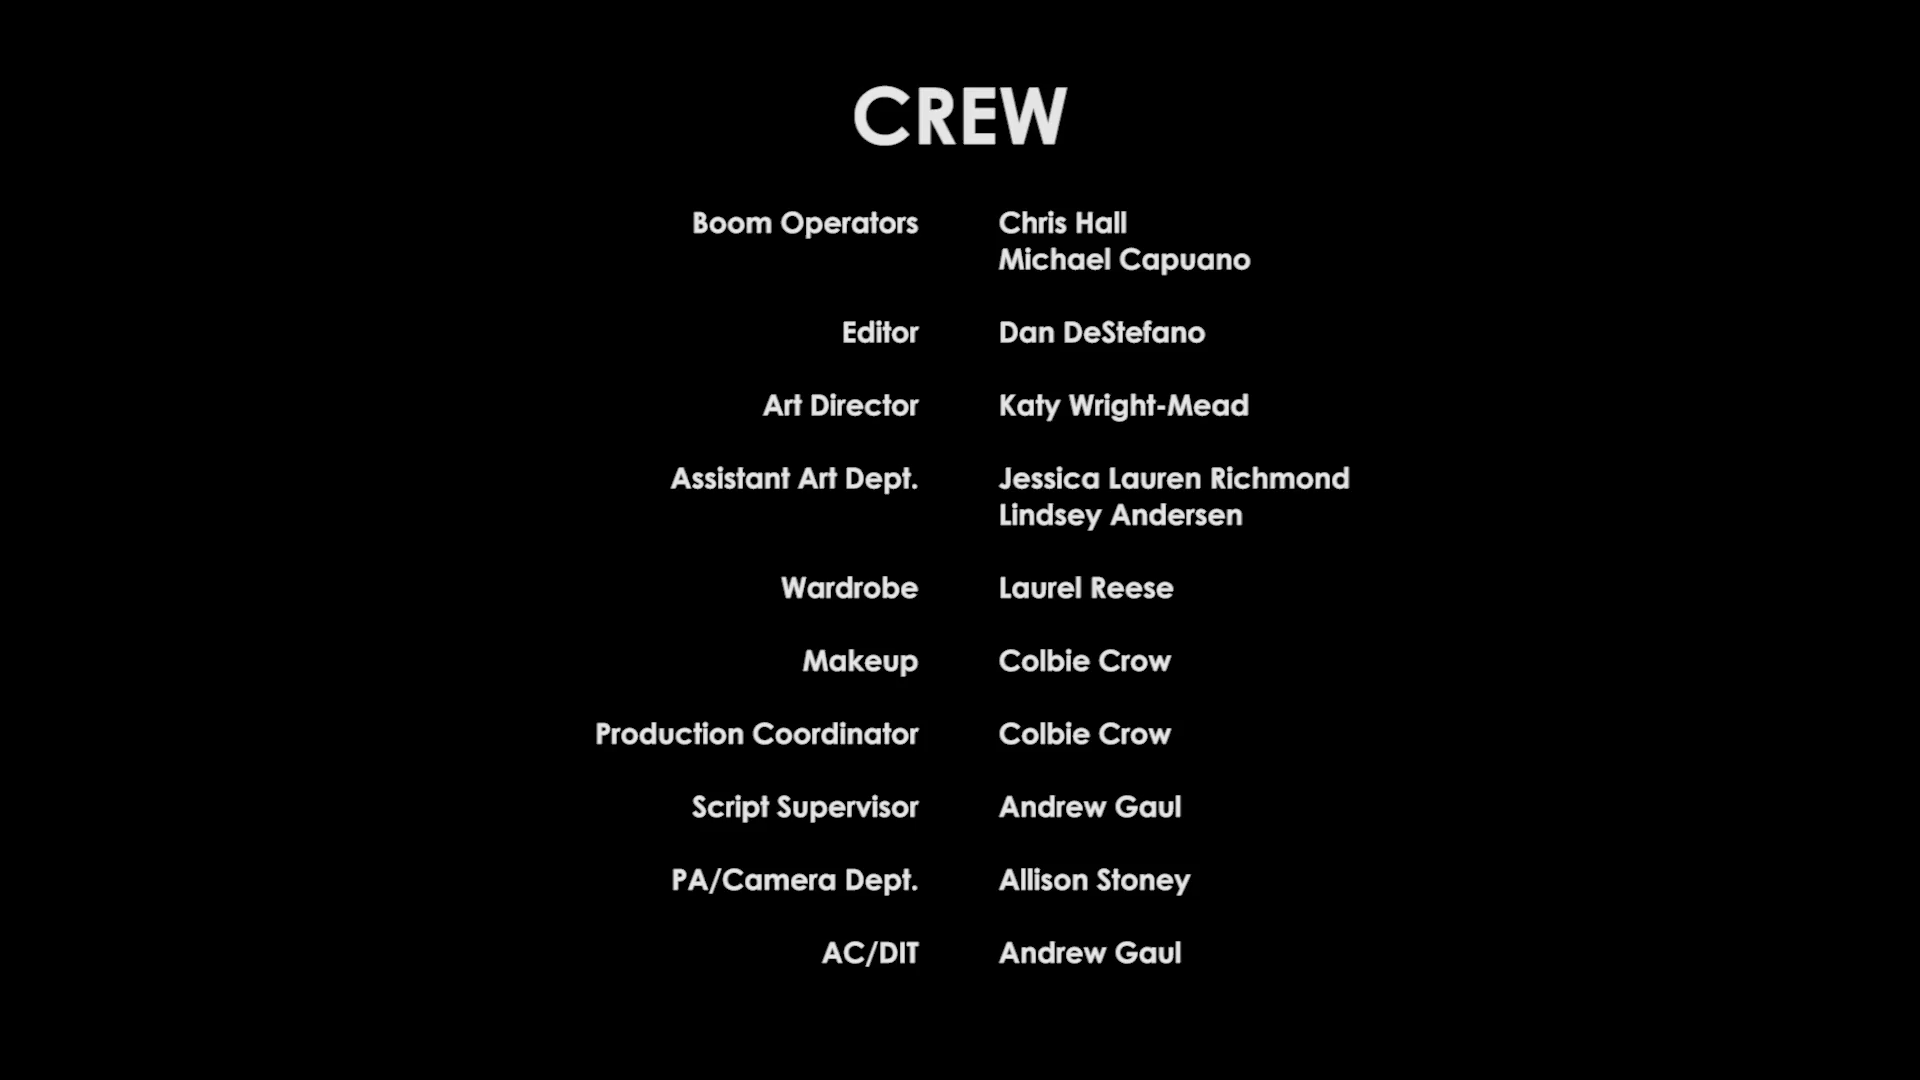 CREW
Boom Operators Chris Hall
Michael Capuano
Editor Dan DeStefano
Art Director Katy Wright-Mead
Assistant Art Dept. Jessica Lauren Richmond
Lindsey Andersen
Wardrobe Laurel Reese
Makeup Colbie Crow
Production Coordinator Colbie Crow
Script Supervisor Andrew Gaul
PA/Camera Dept. Allison Stoney
AC/DIT Andrew Gaul